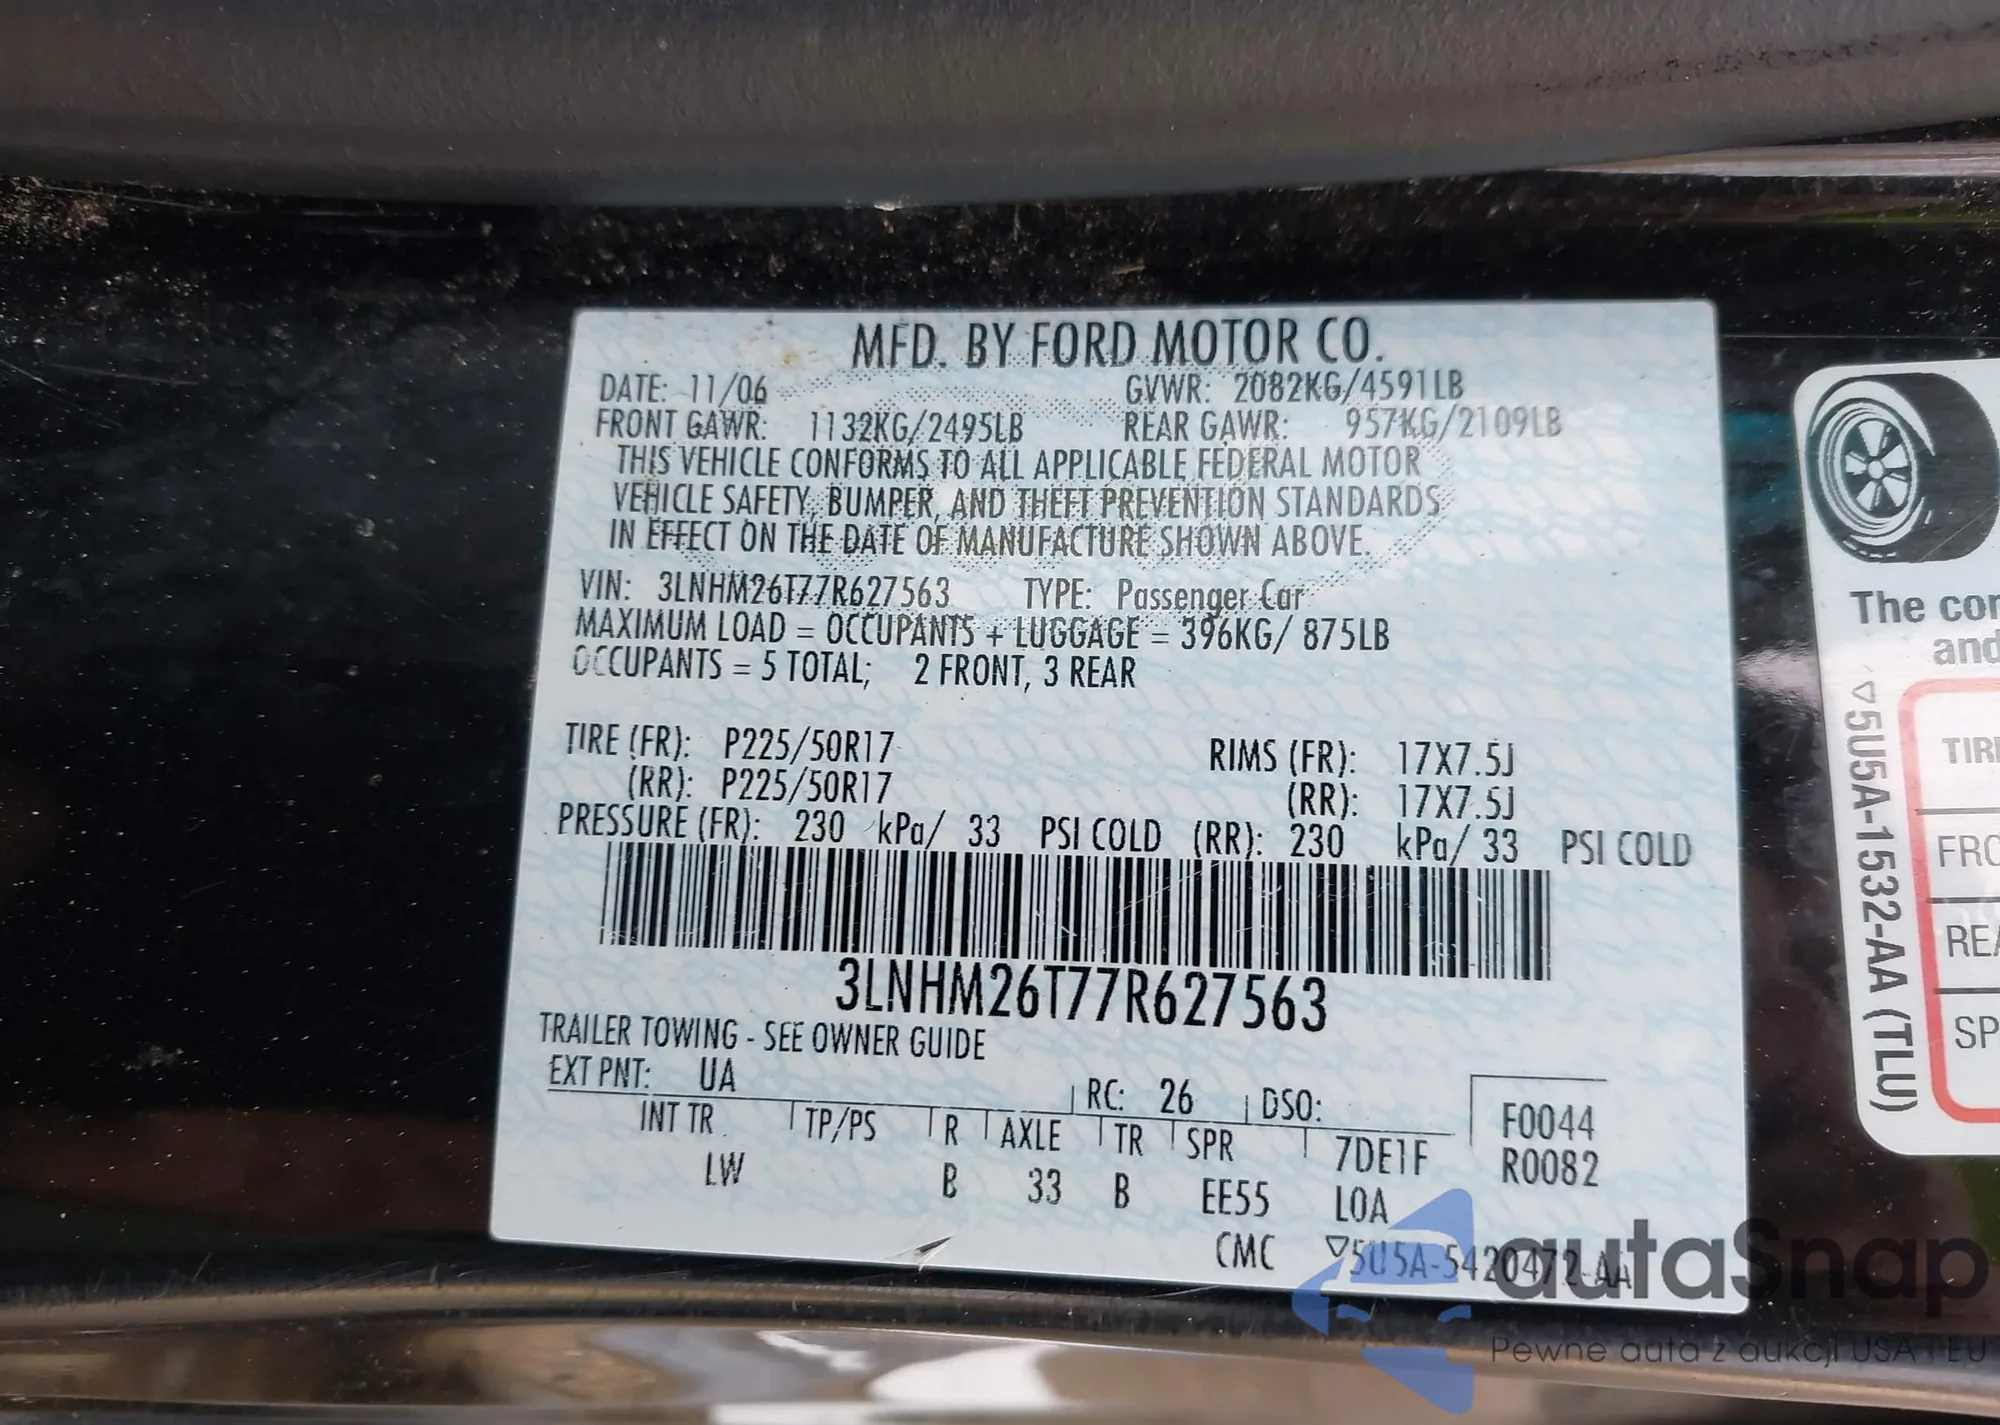 MFD. BY FORD MOTOR CO.
DATE: 11/06 GVWR: 2082KG/4591LB
FRONT GAWR: 1132KG/2495LB REAR GAWR: 957KG/2109LB
THIS VEHICLE CONFORMS TO ALL APPLICABLE FEDERAL MOTOR
VEHICLE SAFETY, BUMPER, AND THEFT PREVENTION STANDARDS
IN EFFECT ON THE DATE OF MANUFACTURE SHOWN ABOVE.
VIN: 3LNHM26T77R627563 TYPE: Passenger Car
MAXIMUM LOAD = OCCUPANTS + LUGGAGE = 396KG/ 875LB
OCCUPANTS = 5 TOTAL; 2 FRONT, 3 REAR
TIRE (FR): P225/50R17 RIMS (FR): 17X7.5J
(RR): P225/50R17 (RR): 17X7.5J
PRESSURE (FR): 230 kPa/ 33 PSI COLD (RR): 230 kPa/ 33 PSI COLD
3LNHM26T77R627563
TRAILER TOWING - SEE OWNER GUIDE
EXT PNT: UA RC: 26 DSO:
INT TR TP/PS R AXLE TR SPR 7DE1F F0044
LW B 33 B EE55 L0A R0082
CMC ▽5U5A-5420472-AA
The con
and
▽5U5A-1532-AA (TLU)
TIR
FRO
REA
SP
autaSnap
Pewne auta z aukcji USA i EU